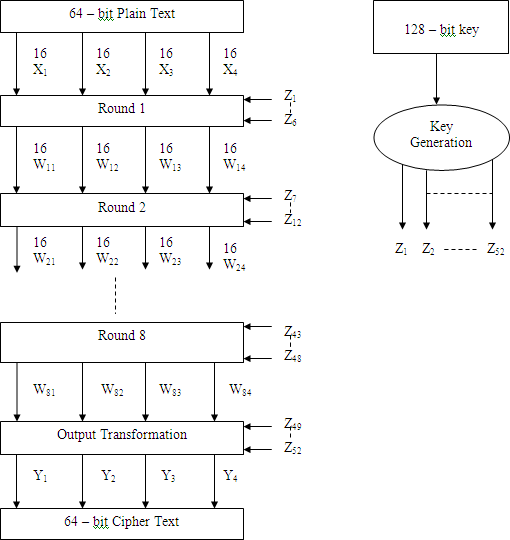 64 – bit Plain Text
16 16 16 16
X1 X2 X3 X4
Z1
Round 1
Z6
16 16 16 16
W11 W12 W13 W14
Z7
Round 2
Z12
16 16 16 16
W21 W22 W23 W24
Z43
Round 8
Z48
W81 W82 W83 W84
Z49
Output Transformation
Z52
Y1 Y2 Y3 Y4
64 – bit Cipher Text
128 – bit key
Key
Generation
Z1 Z2 ----- Z52